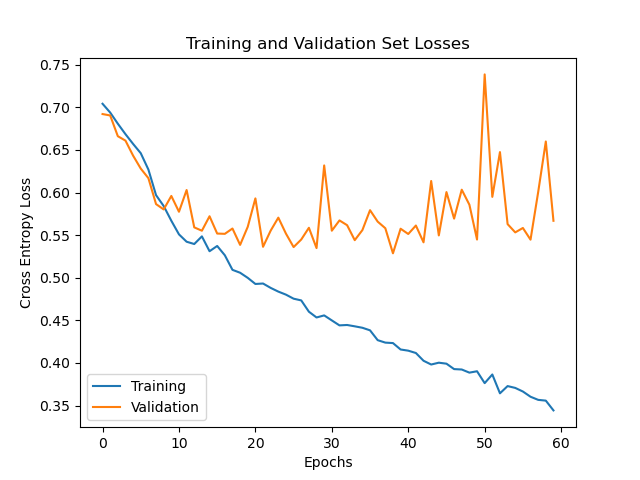 Training and Validation Set Losses
0.75
0.70
0.65
0.60
0.55
0.50
0.45
0.40
0.35
Cross Entropy Loss
Training
Validation
0 10 20 30 40 50 60
Epochs